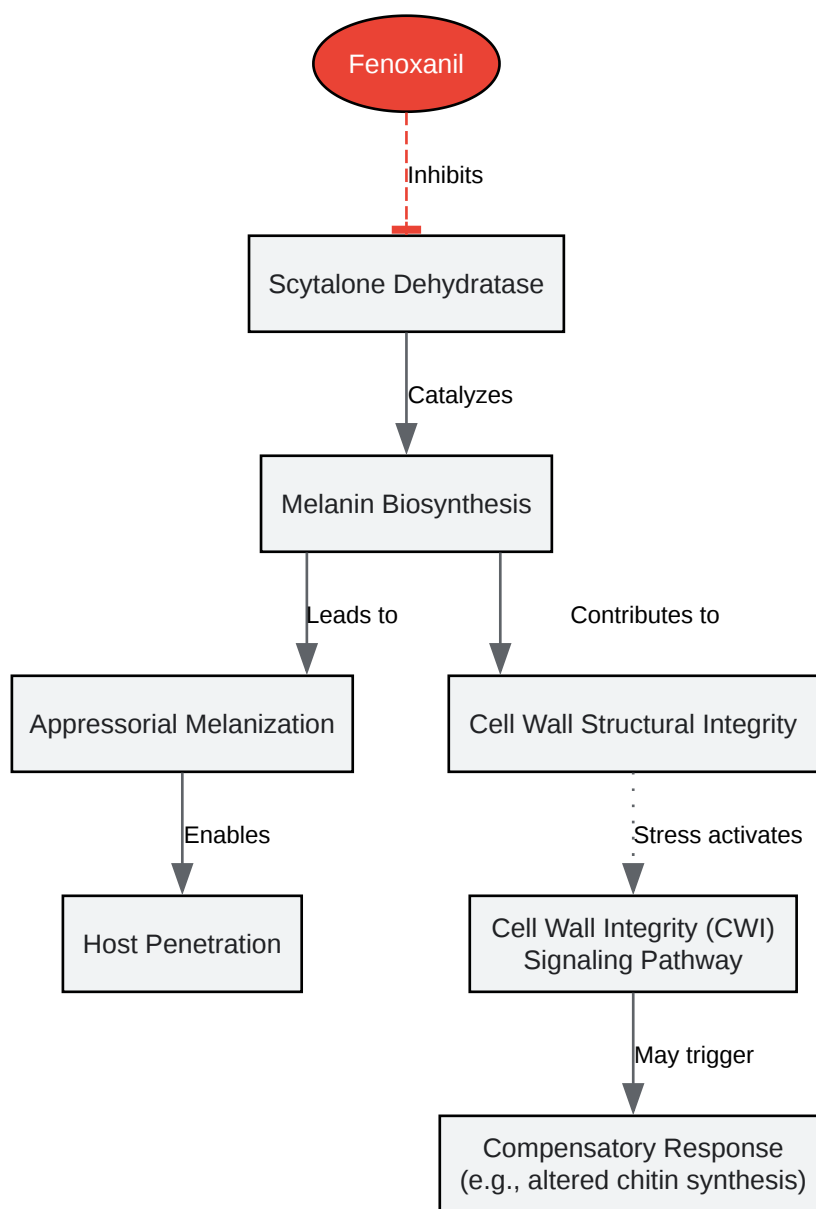 Fenoxanil
Inhibits
Scytalone Dehydratase
Catalyzes
Melanin Biosynthesis
Leads to
Contributes to
Appressorial Melanization
Cell Wall Structural Integrity
Enables
Stress activates
Host Penetration
Cell Wall Integrity (CWI)
Signaling Pathway
May trigger
Compensatory Response
(e.g., altered chitin synthesis)